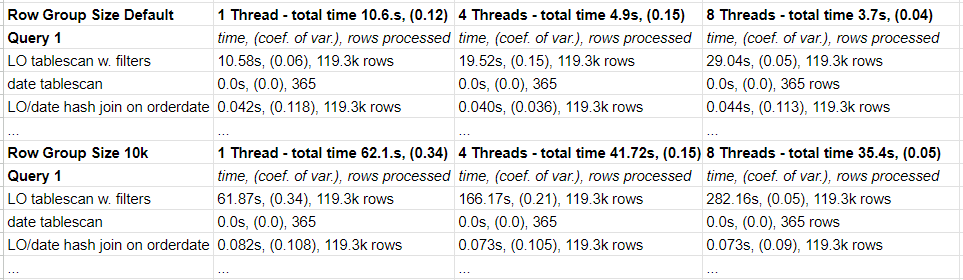 Row Group Size Default 1 Thread - total time 10.6.s, (0.12) 4 Threads - total time 4.9s, (0.15) 8 Threads - total time 3.7s, (0.04)
Query 1 time, (coef. of var.), rows processed time, (coef. of var.), rows processed time, (coef. of var.), rows processed
LO tablescan w. filters 10.58s, (0.06), 119.3k rows 19.52s, (0.15), 119.3k rows 29.04s, (0.05), 119.3k rows
date tablescan 0.0s, (0.0), 365 0.0s, (0.0), 365 0.0s, (0.0), 365 rows
LO/date hash join on orderdate 0.042s, (0.118), 119.3k rows 0.040s, (0.036), 119.3k rows 0.044s, (0.113), 119.3k rows
... ... ... ...
Row Group Size 10k 1 Thread - total time 62.1.s, (0.34) 4 Threads - total time 41.72s, (0.15) 8 Threads - total time 35.4s, (0.05)
Query 1 time, (coef. of var.), rows processed time, (coef. of var.), rows processed time, (coef. of var.), rows processed
LO tablescan w. filters 61.87s, (0.34), 119.3k rows 166.17s, (0.21), 119.3k rows 282.16s, (0.05), 119.3k rows
date tablescan 0.0s, (0.0), 365 0.0s, (0.0), 365 0.0s, (0.0), 365 rows
LO/date hash join on orderdate 0.082s, (0.108), 119.3k rows 0.073s, (0.105), 119.3k rows 0.073s, (0.09), 119.3k rows
... ... ... ...